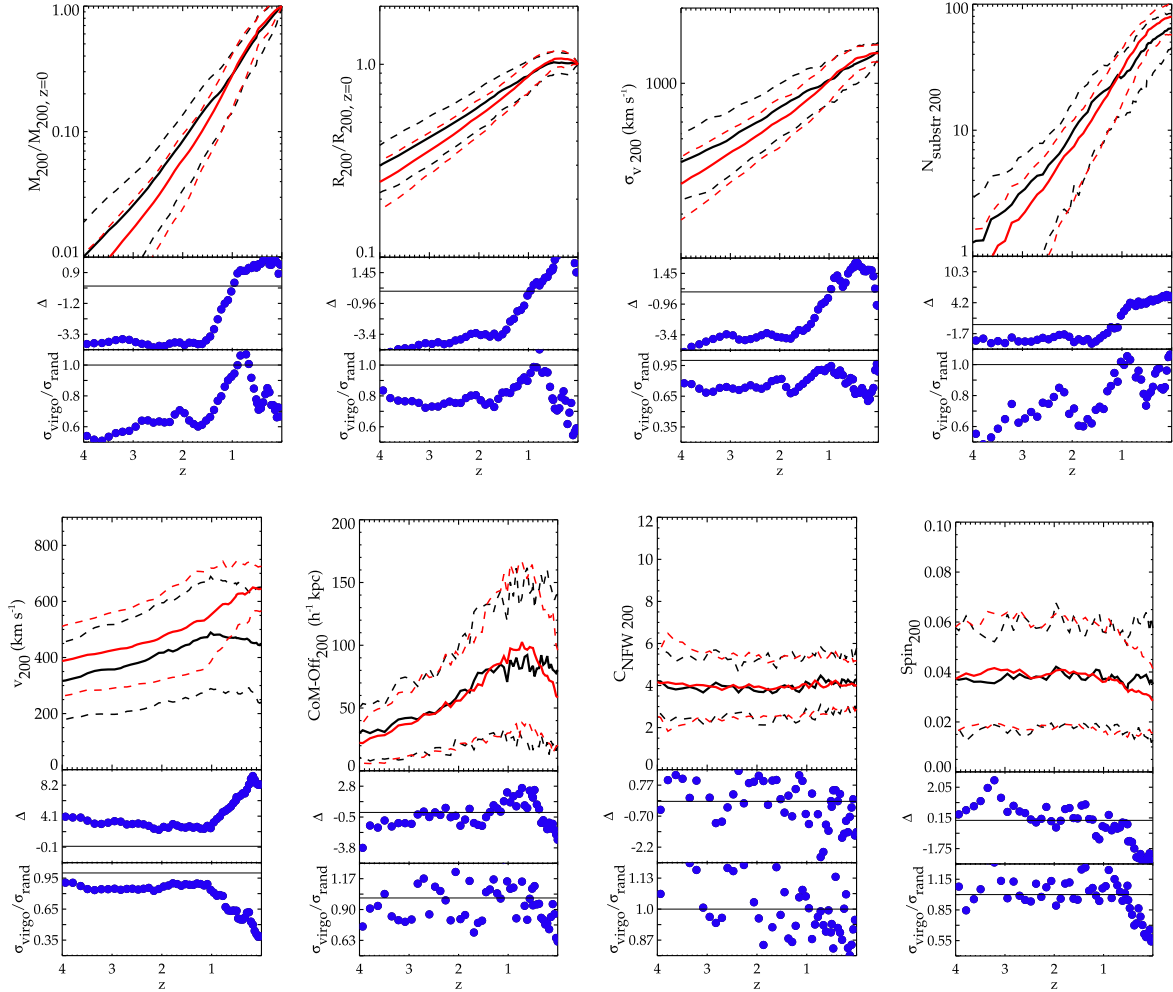 M200/M200, z=0
1.00
0.10
0.01
Δ
0.9
-1.2
-3.3
σvirgo/σrand
1.0
0.8
0.6
4 3 2 1
z
R200/R200, z=0
1.0
0.1
Δ
1.45
-0.96
-3.4
σvirgo/σrand
1.0
0.8
0.6
4 3 2 1
z
σv 200 (km s-1)
1000
Δ
1.45
-0.96
-3.4
σvirgo/σrand
0.95
0.65
0.35
4 3 2 1
z
Nsubstr 200
100
10
1
Δ
10.3
4.2
-1.7
σvirgo/σrand
1.0
0.8
0.6
4 3 2 1
z
v200 (km s-1)
800
600
400
200
0
Δ
8.2
4.1
-0.1
σvirgo/σrand
0.95
0.65
0.35
4 3 2 1
z
CoM-Off200 (h-1 kpc)
200
150
100
50
0
Δ
2.8
-0.5
-3.8
σvirgo/σrand
1.17
0.90
0.63
4 3 2 1
z
CNFW 200
12
10
8
6
4
2
0
Δ
0.77
-0.70
-2.2
σvirgo/σrand
1.13
1.0
0.87
4 3 2 1
z
Spin200
0.10
0.08
0.06
0.04
0.02
0.00
Δ
2.05
0.15
-1.75
σvirgo/σrand
1.15
0.85
0.55
4 3 2 1
z